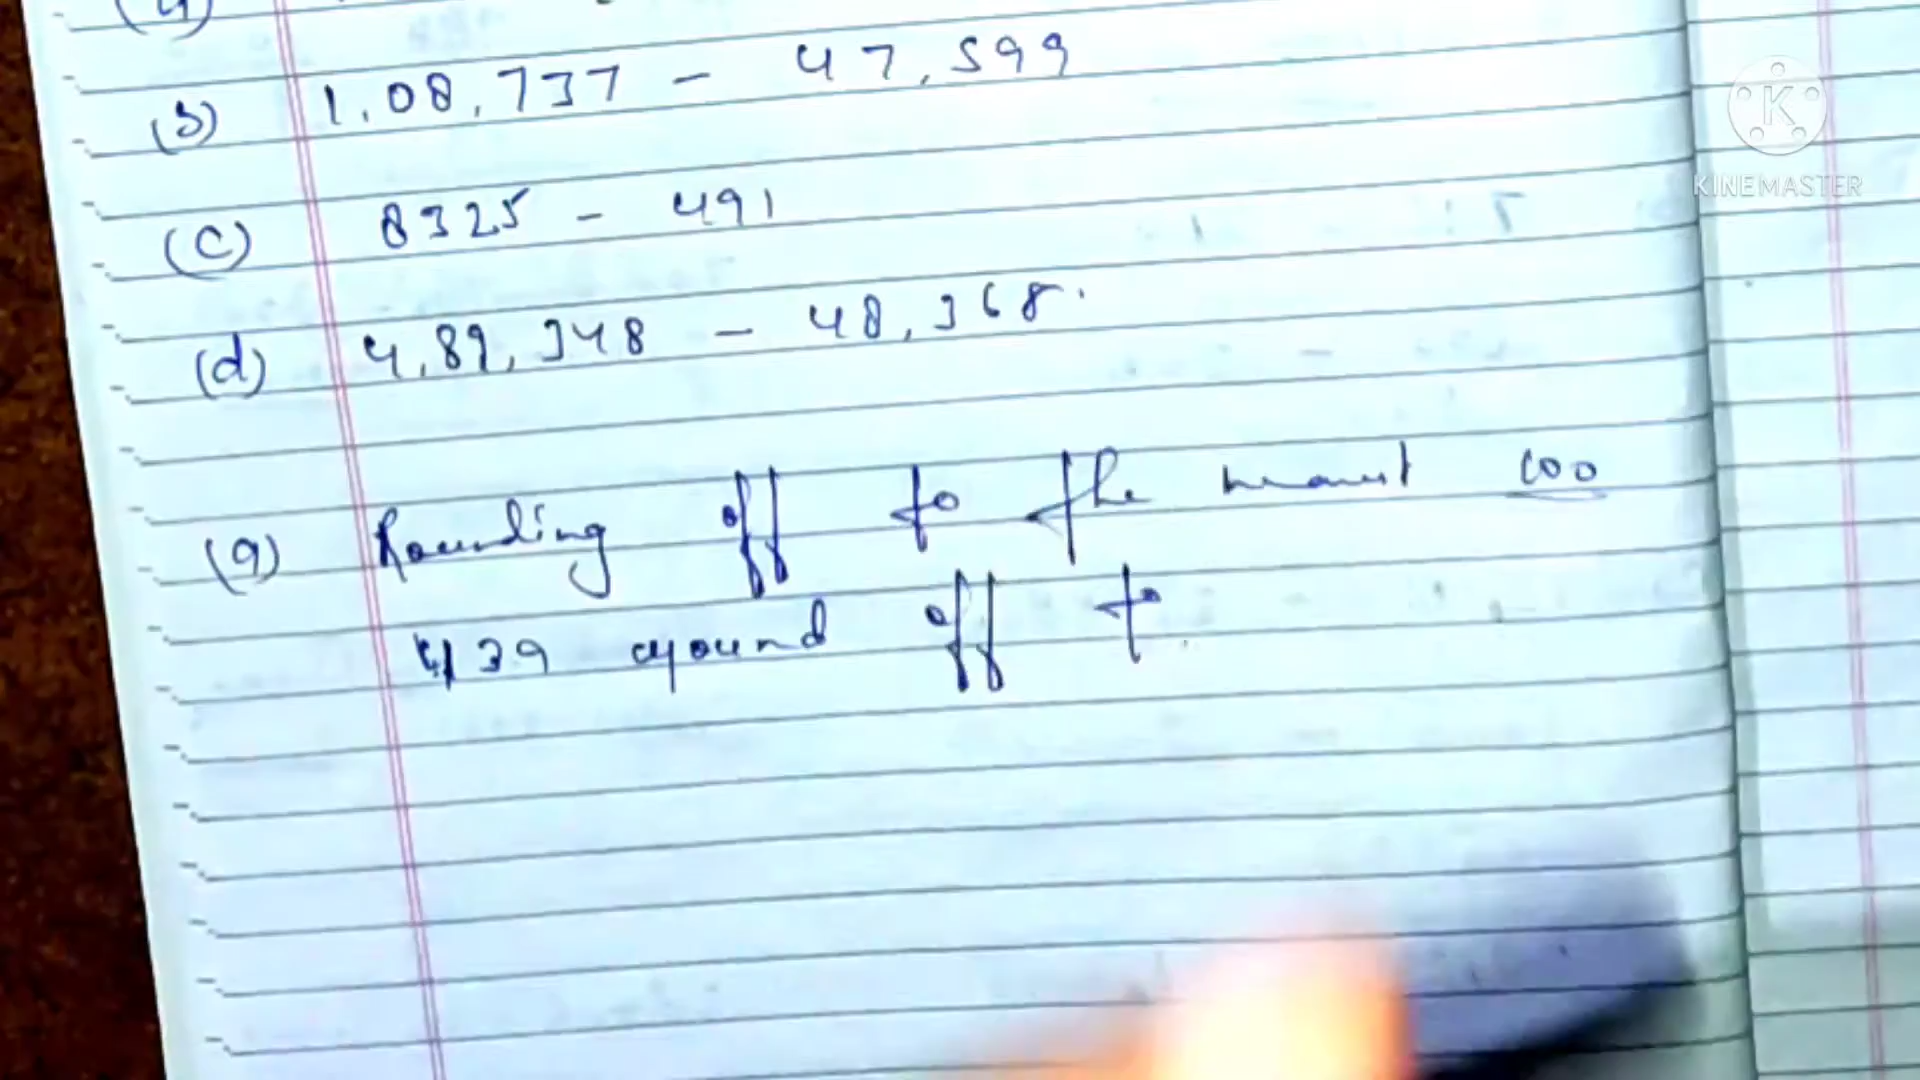 (b) 1,08,737 - 47,599
(c) 8325 - 491
(d) 4,89,348 - 48,368.
(a) Rounding off to the nearest 100
439 round off to
KINEMASTER